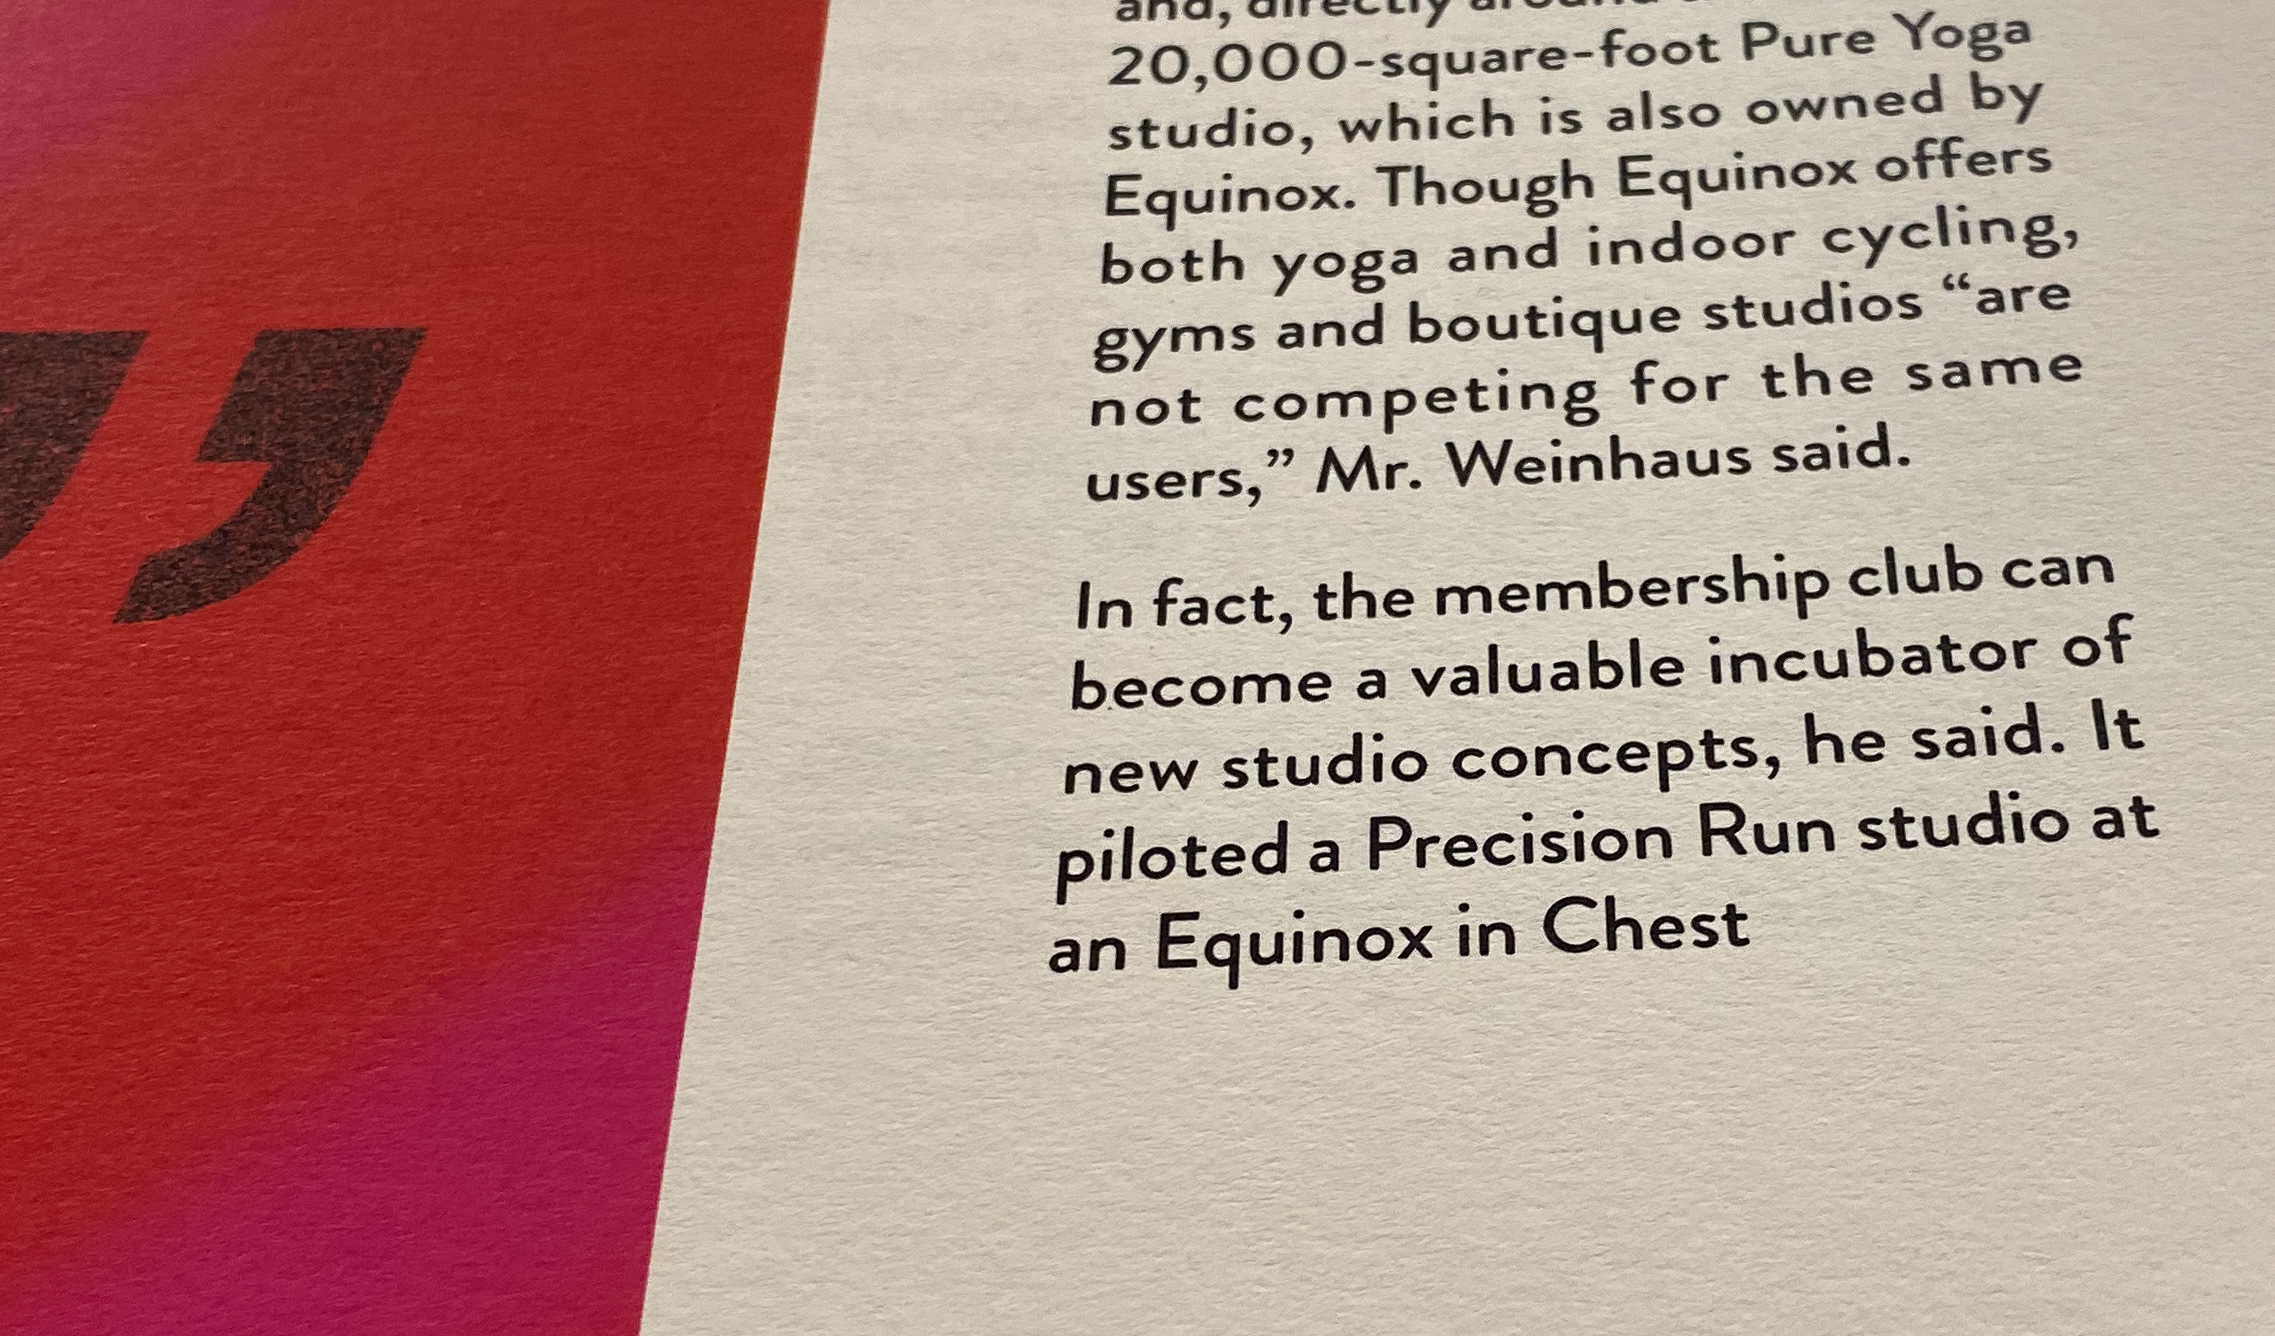 and, directly
20,000-square-foot Pure Yoga
studio, which is also owned by
Equinox. Though Equinox offers
both yoga and indoor cycling,
gyms and boutique studios “are
not competing for the same
users,” Mr. Weinhaus said.
In fact, the membership club can
become a valuable incubator of
new studio concepts, he said. It
piloted a Precision Run studio at
an Equinox in Chest
”